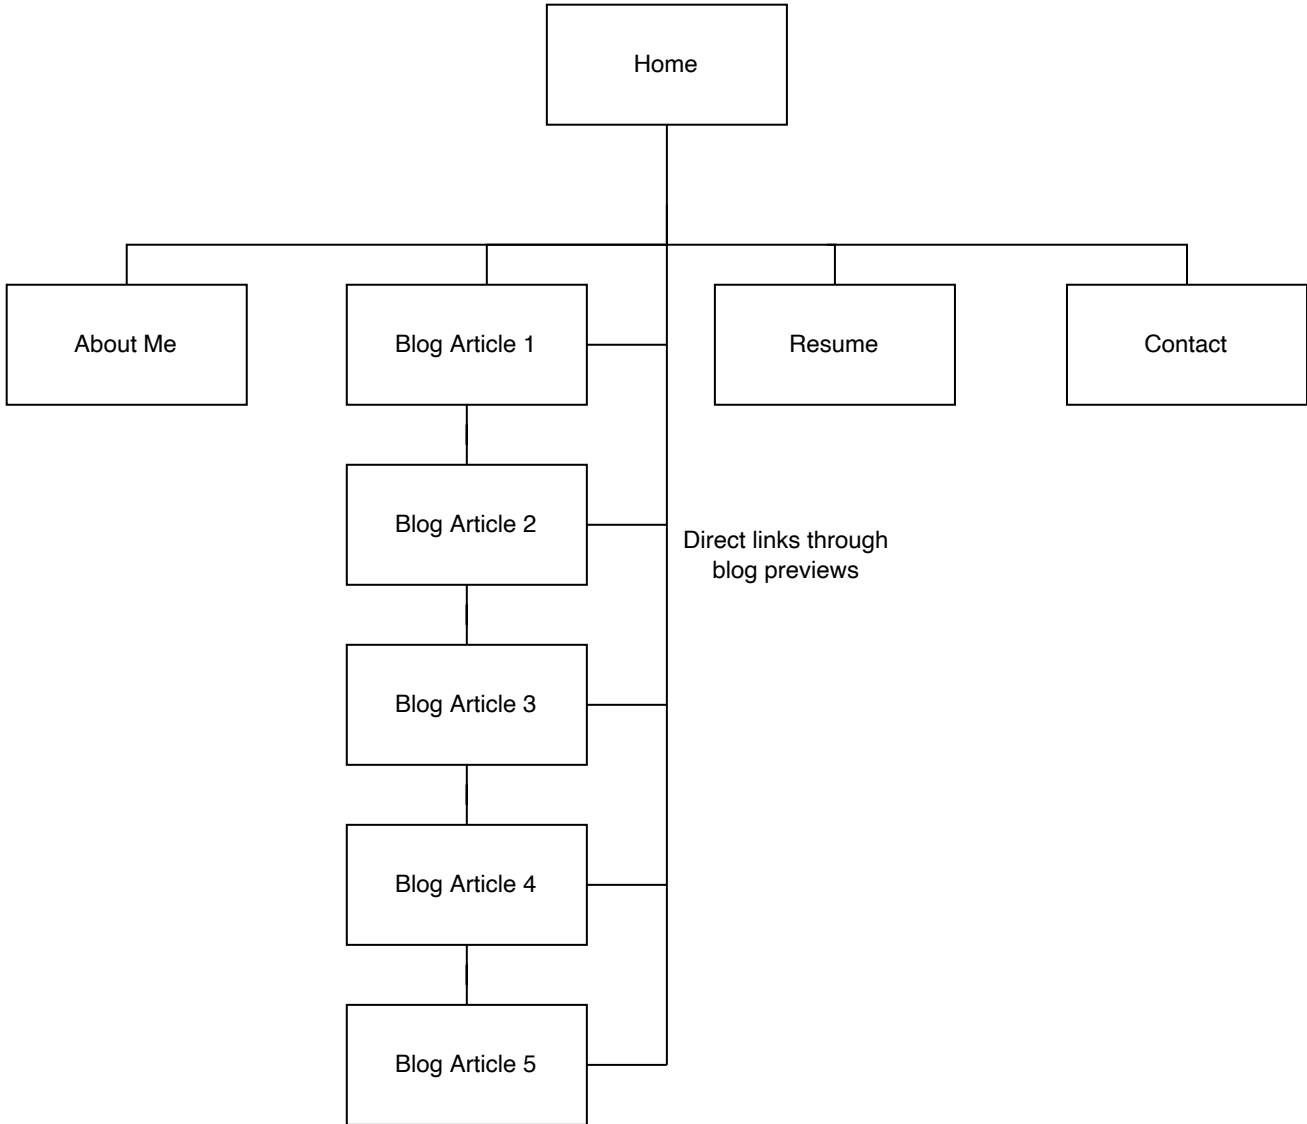 Home
About Me
Blog Article 1
Resume
Contact
Blog Article 2
Direct links through
blog previews
Blog Article 3
Blog Article 4
Blog Article 5